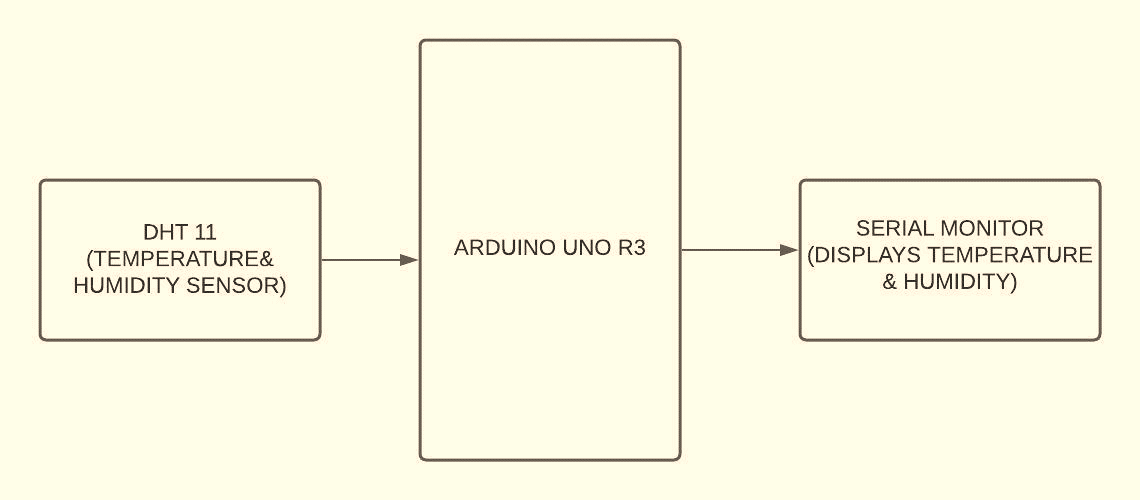 DHT 11
(TEMPERATURE&
HUMIDITY SENSOR)
ARDUINO UNO R3
SERIAL MONITOR
(DISPLAYS TEMPERATURE
& HUMIDITY)